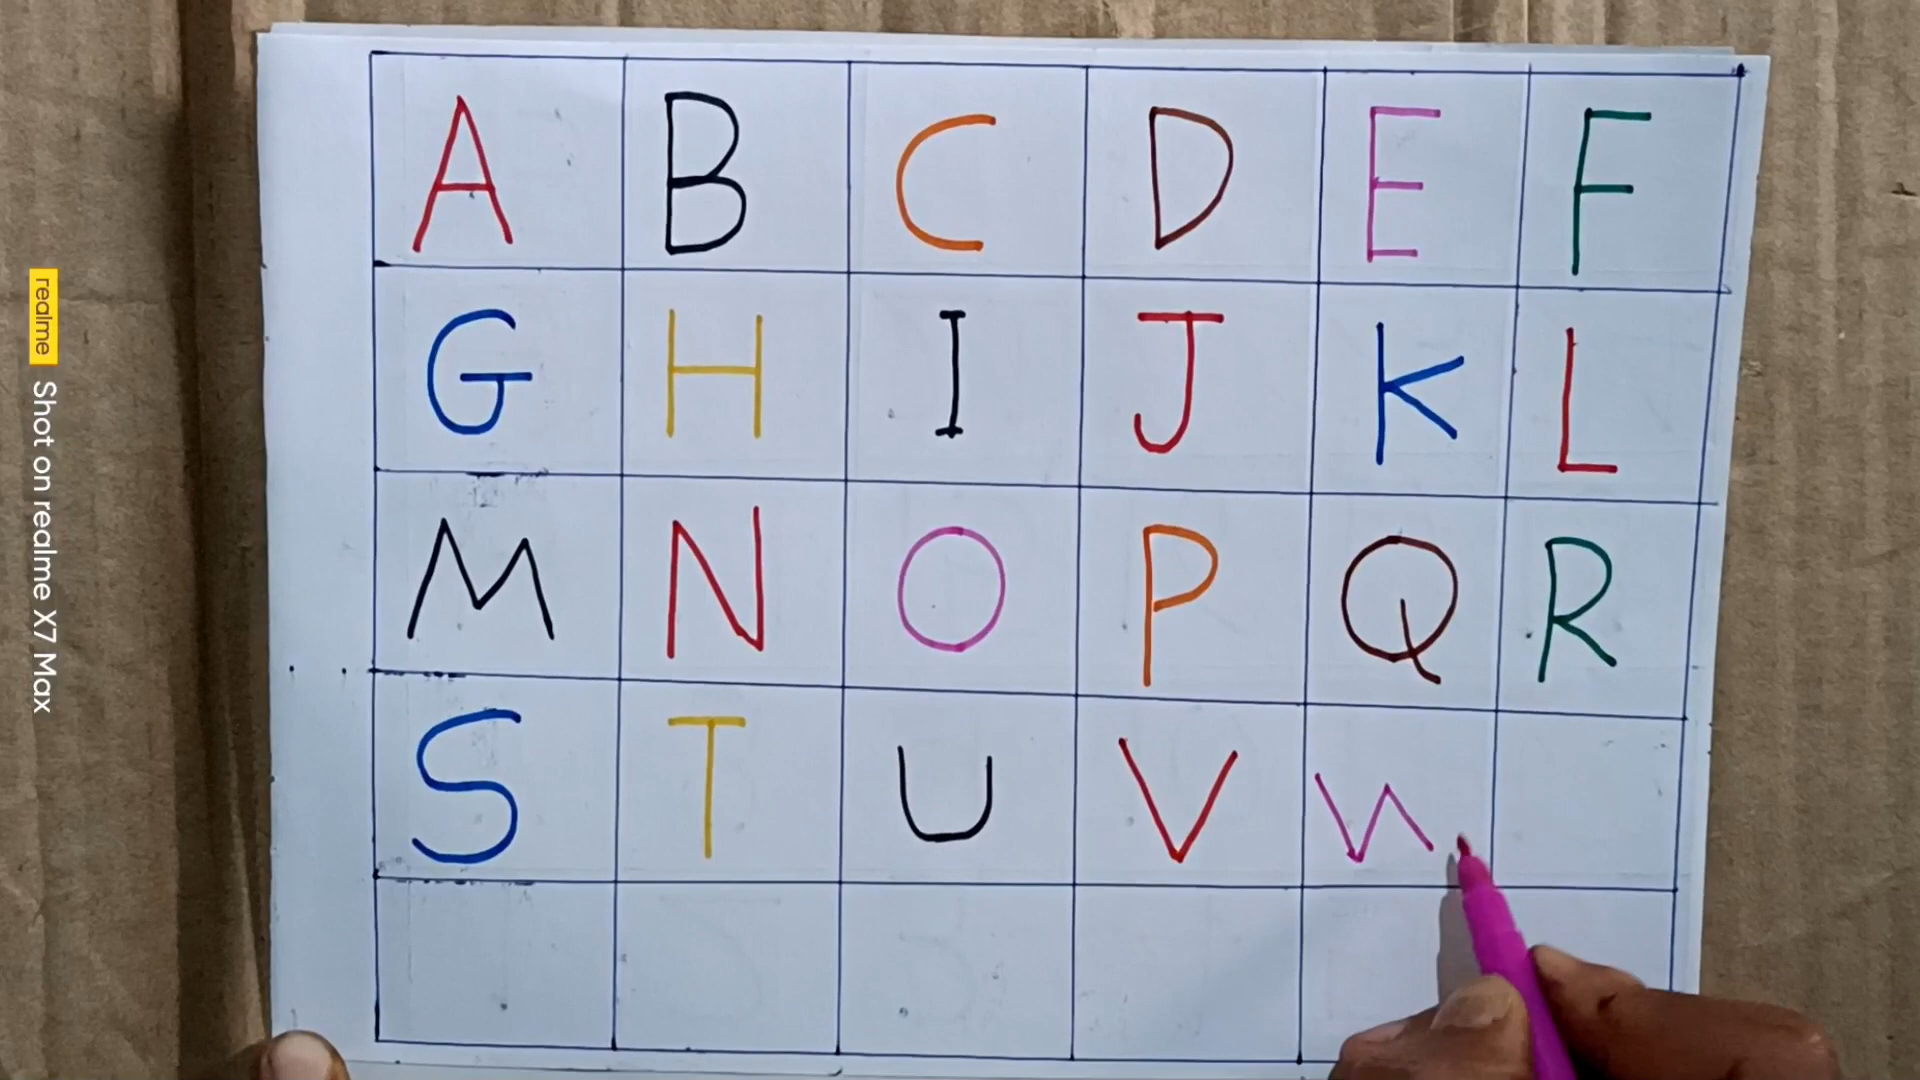 A B C D E F
G H I J K L
M N O P Q R
S T U V
realme Shot on realme X7 Max